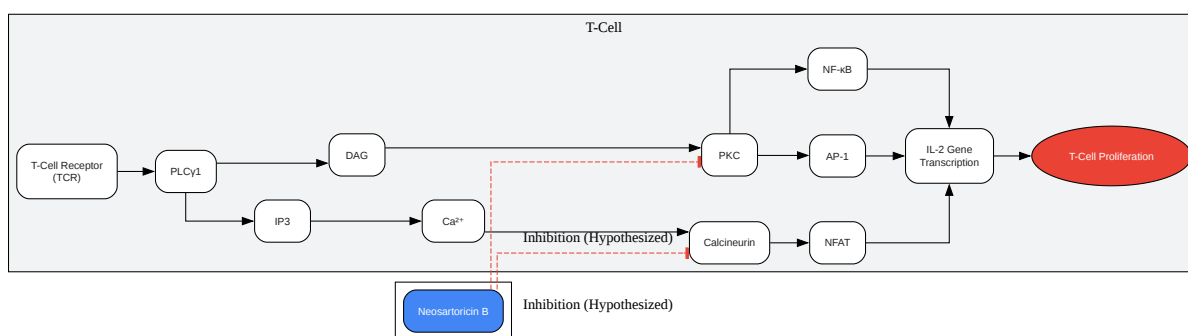 T-Cell
NF-κB
T-Cell Receptor
(TCR)
PLCγ1
DAG
PKC
AP-1
IL-2 Gene
Transcription
T-Cell Proliferation
IP3
Ca²⁺
Inhibition (Hypothesized)
Calcineurin
NFAT
Neosartoricin B
Inhibition (Hypothesized)